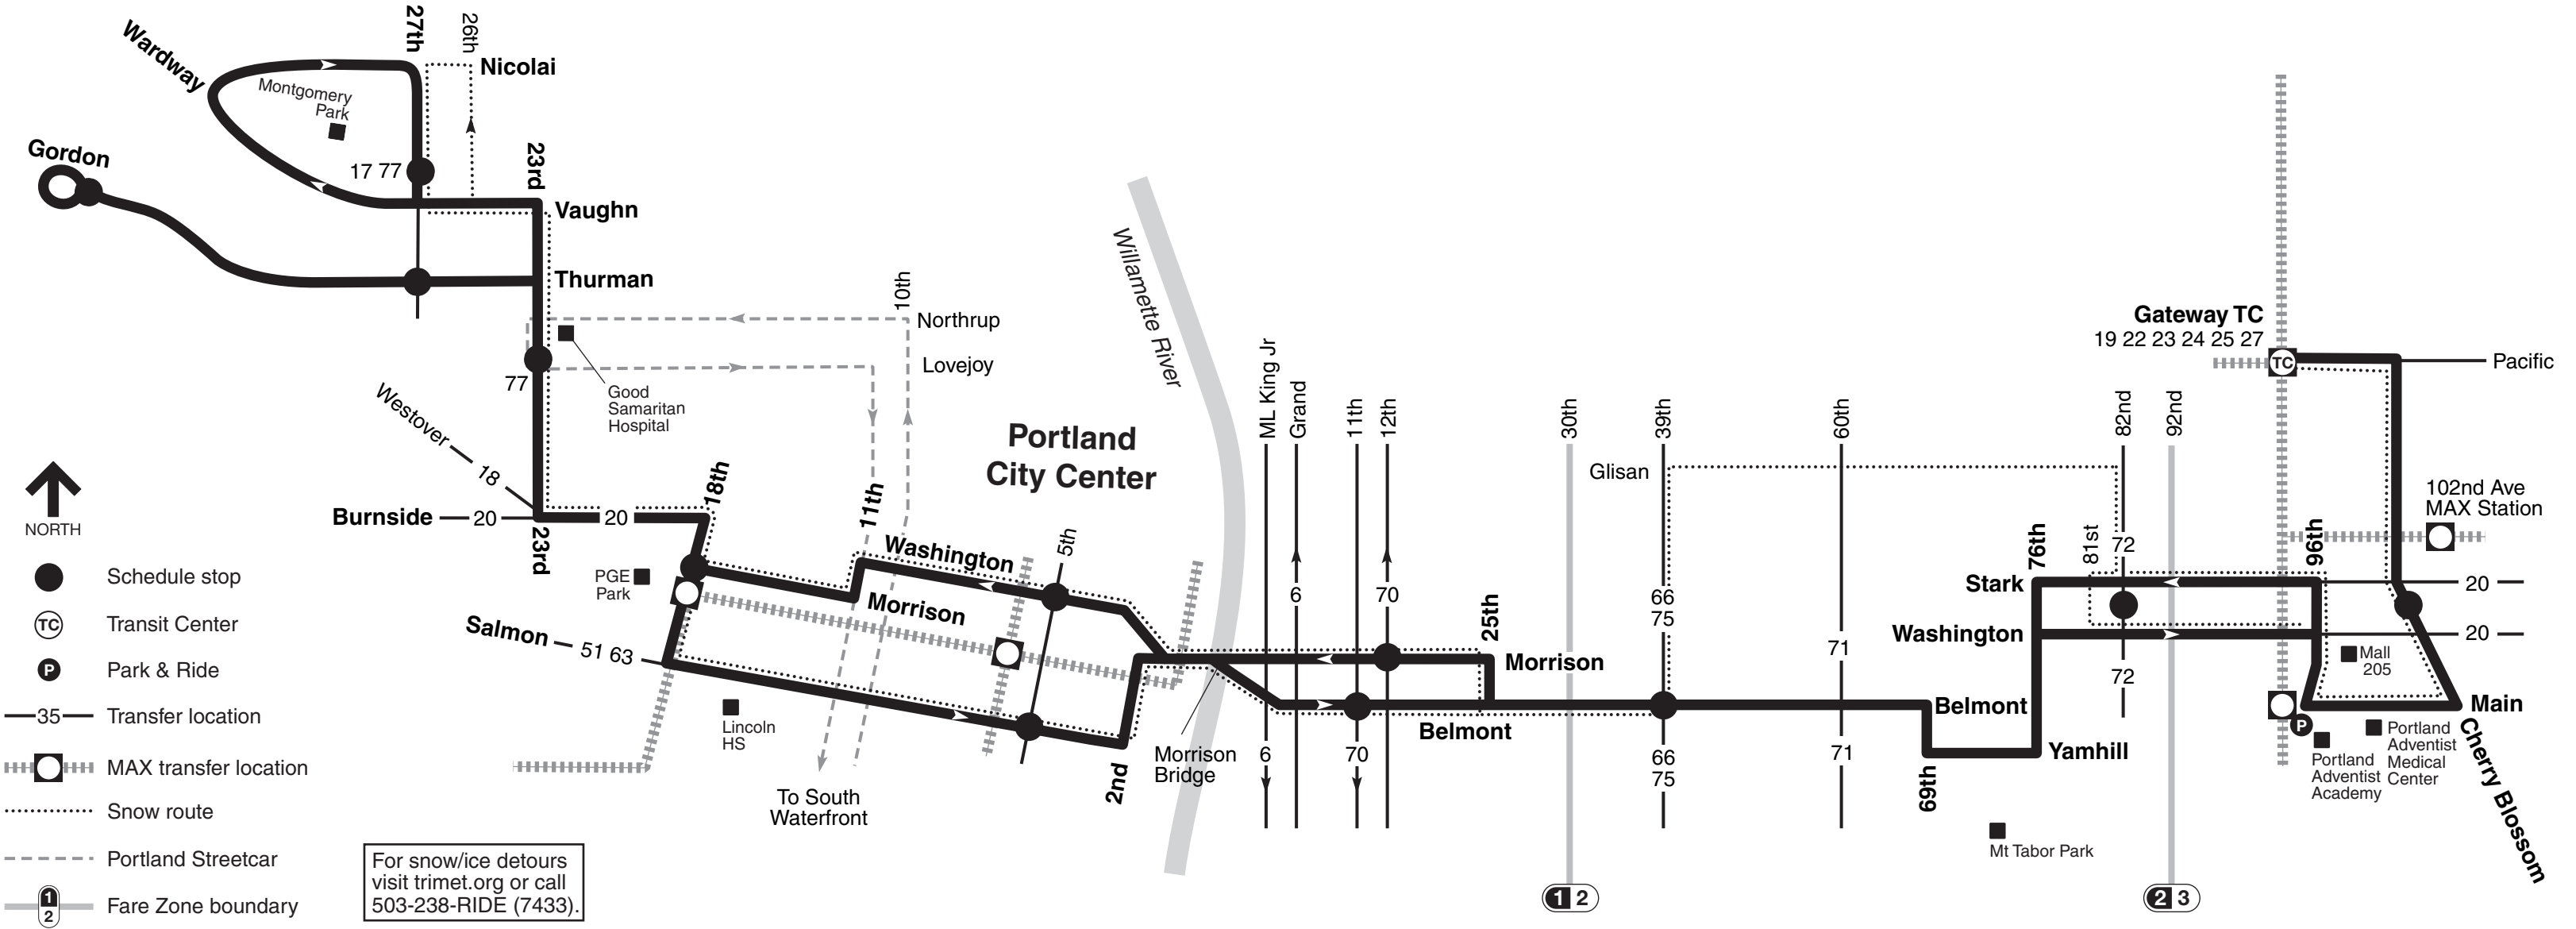 27th
26th
Wardway
Nicolai
Montgomery
Park
Gordon
17 77
23rd
Vaughn
Thurman
10th
Northrup
Lovejoy
77
Good
Samaritan
Hospital
Westover
18
Burnside
20
20
23rd
18th
11th
PGE
Park
Washington
5th
Morrison
Salmon
51 63
Lincoln
HS
2nd
To South
Waterfront
Portland
City Center
Willamette River
Morrison
Bridge
ML King Jr
Grand
11th
12th
6
70
6
70
25th
Morrison
Belmont
30th
39th
Glisan
66
75
66
75
60th
71
71
Belmont
69th
Yamhill
Mt Tabor Park
76th
81st
82nd
92nd
72
72
Stark
Washington
Gateway TC
19 22 23 24 25 27
TC
Pacific
102nd Ave
MAX Station
96th
20
20
Mall
205
Main
P
Portland
Adventist
Academy
Portland
Adventist
Medical
Center
Cherry Blossom
1 2
2 3
NORTH
Schedule stop
TC
Transit Center
P
Park & Ride
35
Transfer location
MAX transfer location
Snow route
Portland Streetcar
1
2
Fare Zone boundary
For snow/ice detours
visit trimet.org or call
503-238-RIDE (7433).